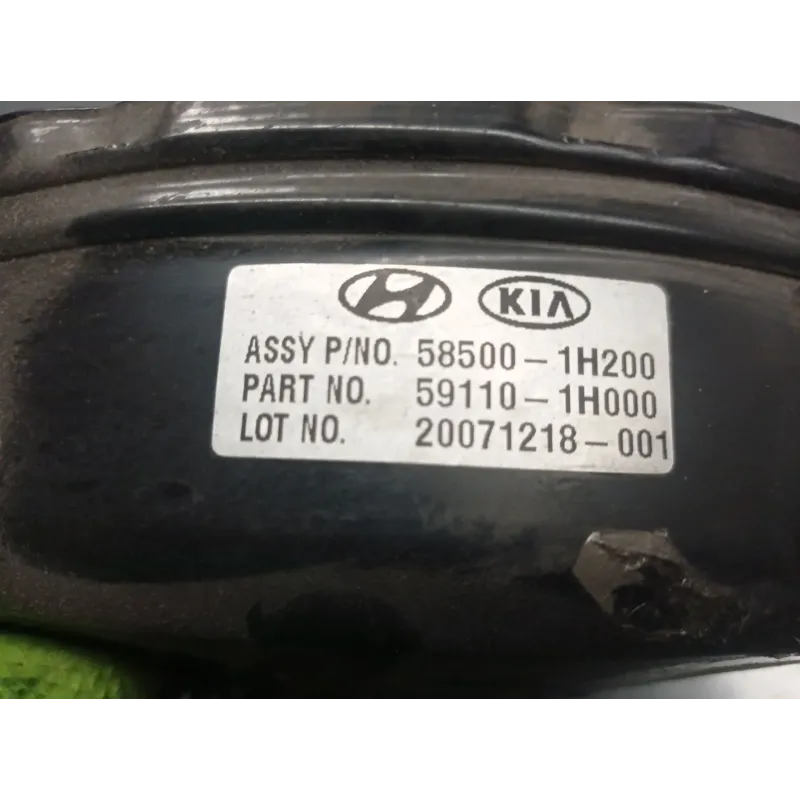 KIA
ASSY P/NO. 58500-1H200
PART NO. 59110-1H000
LOT NO. 20071218-001